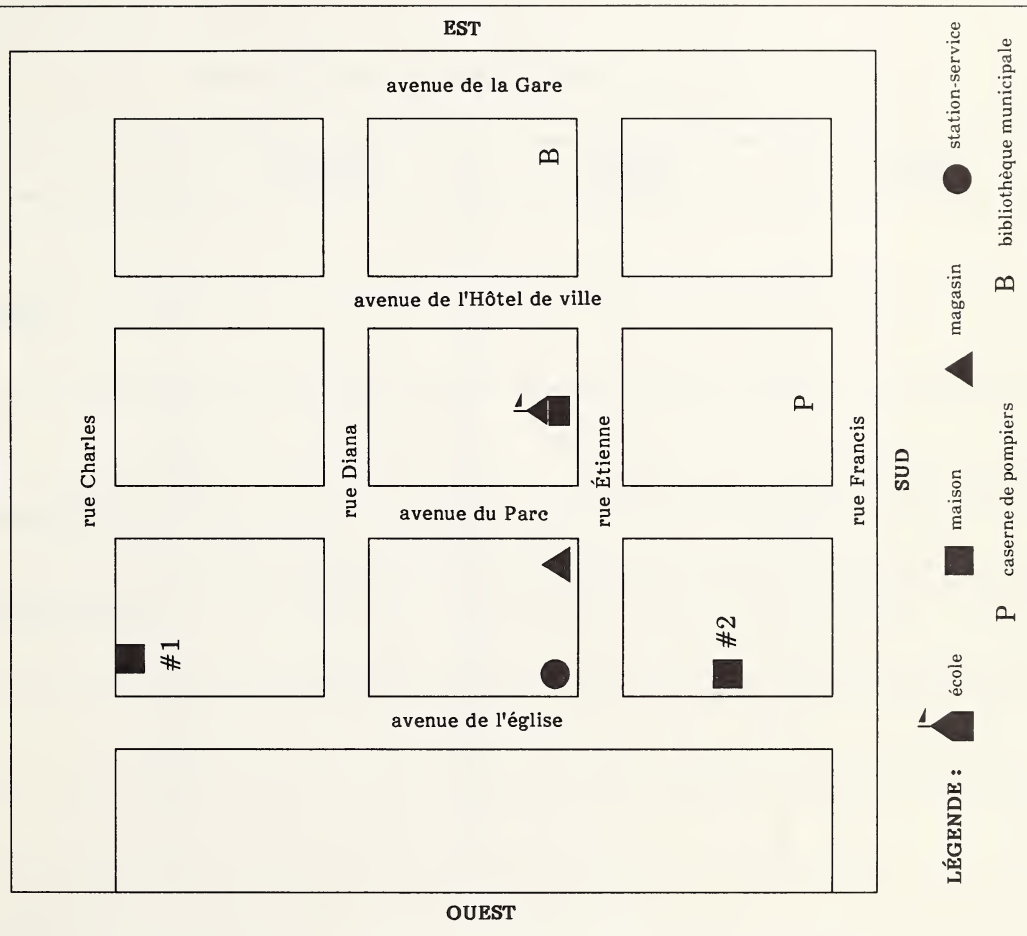 EST
avenue de la Gare
B
avenue de l'Hôtel de ville
rue Charles
rue Diana
rue Étienne
P
rue Francis
avenue du Parc
#1
#2
avenue de l'église
OUEST
SUD
LÉGENDE :
école
maison
magasin
station-service
P caserne de pompiers
B bibliothèque municipale